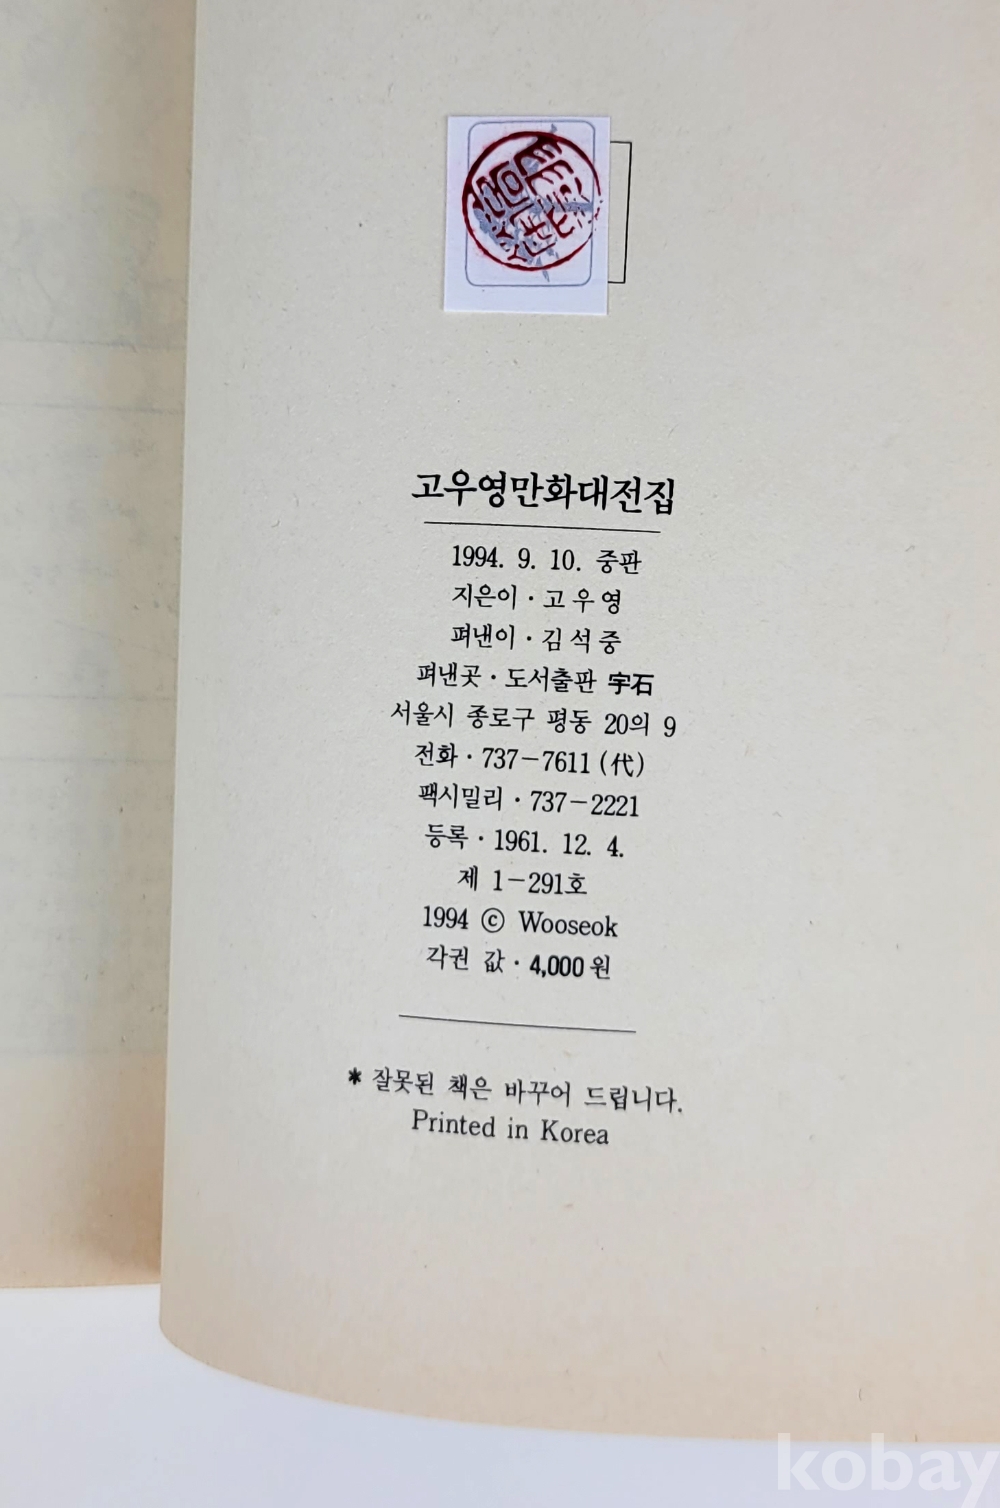 고우영만화대전집
1994. 9. 10. 중판
지은이 · 고 우 영
펴낸이 · 김 석 중
펴낸곳 · 도서출판 宇石
서울시 종로구 평동 20의 9
전화 · 737-7611 (代)
팩시밀리 · 737-2221
등록 · 1961. 12. 4.
제 1-291호
1994 ⓒ Wooseok
각권 값 · 4,000원
* 잘못된 책은 바꾸어 드립니다.
Printed in Korea
kobay